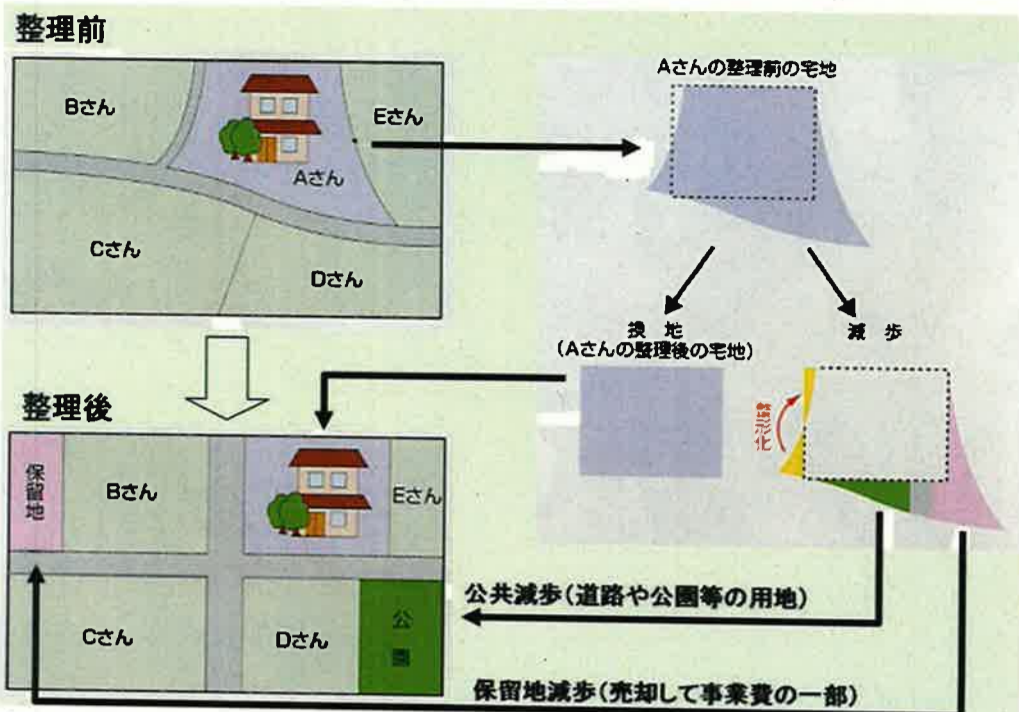 整理前
Bさん
Eさん
Aさん
Cさん
Dさん
Aさんの整理前の宅地
換 地
(Aさんの整理後の宅地)
減 歩
整形化
整理後
保留地
Bさん
Eさん
Cさん
Dさん
公園
公共減歩(道路や公園等の用地)
保留地減歩(売却して事業費の一部)